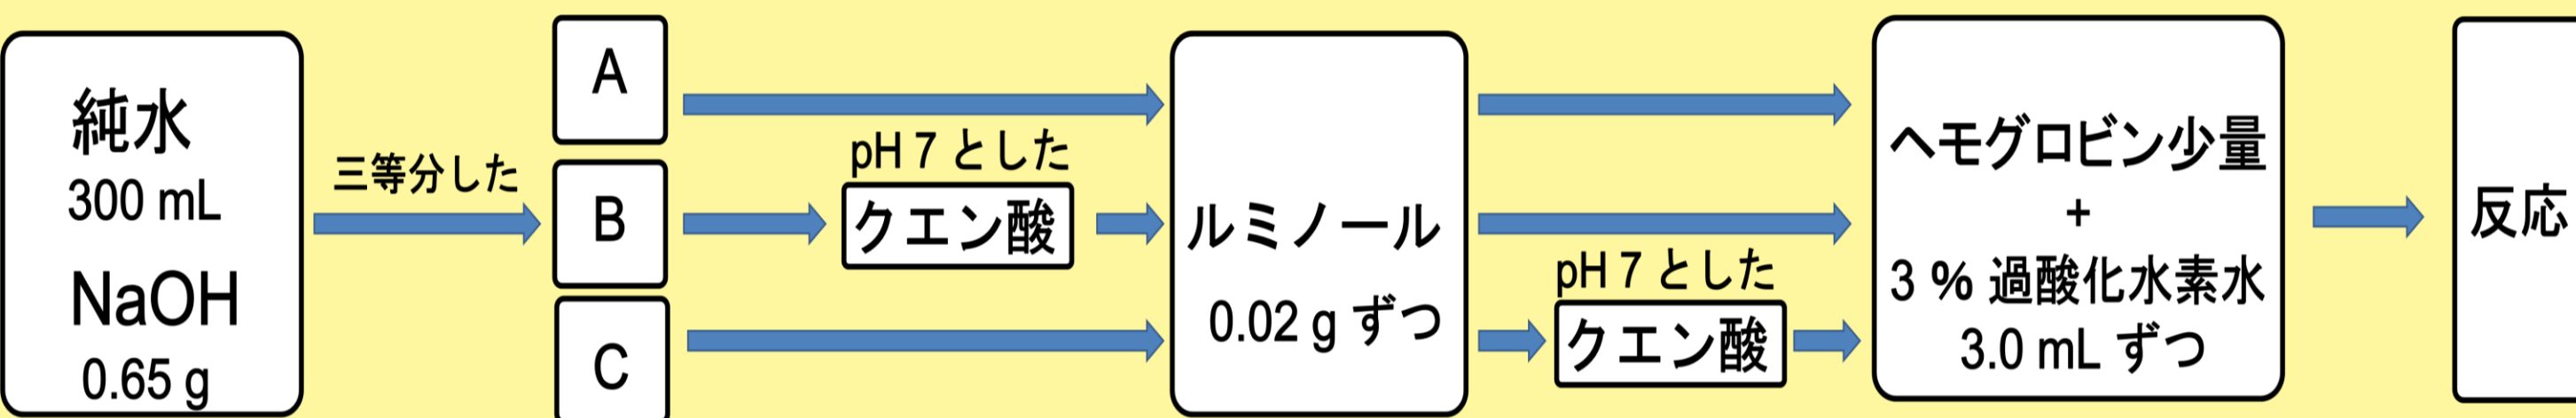 純水
300 mL
NaOH
0.65 g
三等分した
A
B
C
pH 7 とした
クエン酸
ルミノール
0.02 g ずつ
pH 7 とした
クエン酸
ヘモグロビン少量
+
3 % 過酸化水素水
3.0 mL ずつ
反応